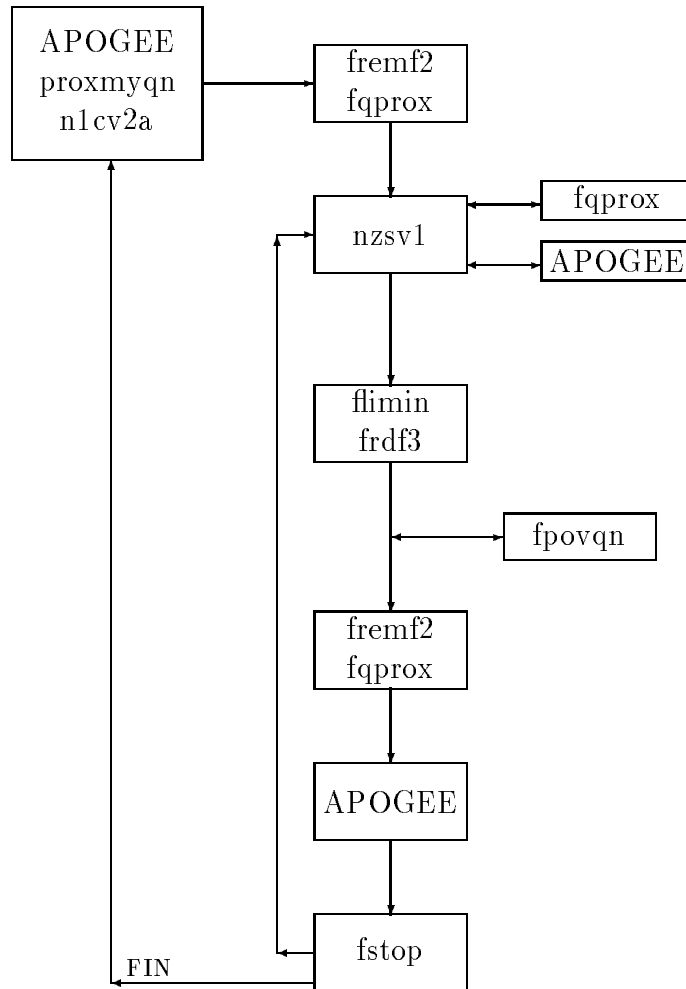 APOGEE
proxmyqn
n1cv2a
fremf2
fqprox
nzsv1
fqprox
APOGEE
flimin
frdf3
fpovqn
fremf2
fqprox
APOGEE
fstop
FIN